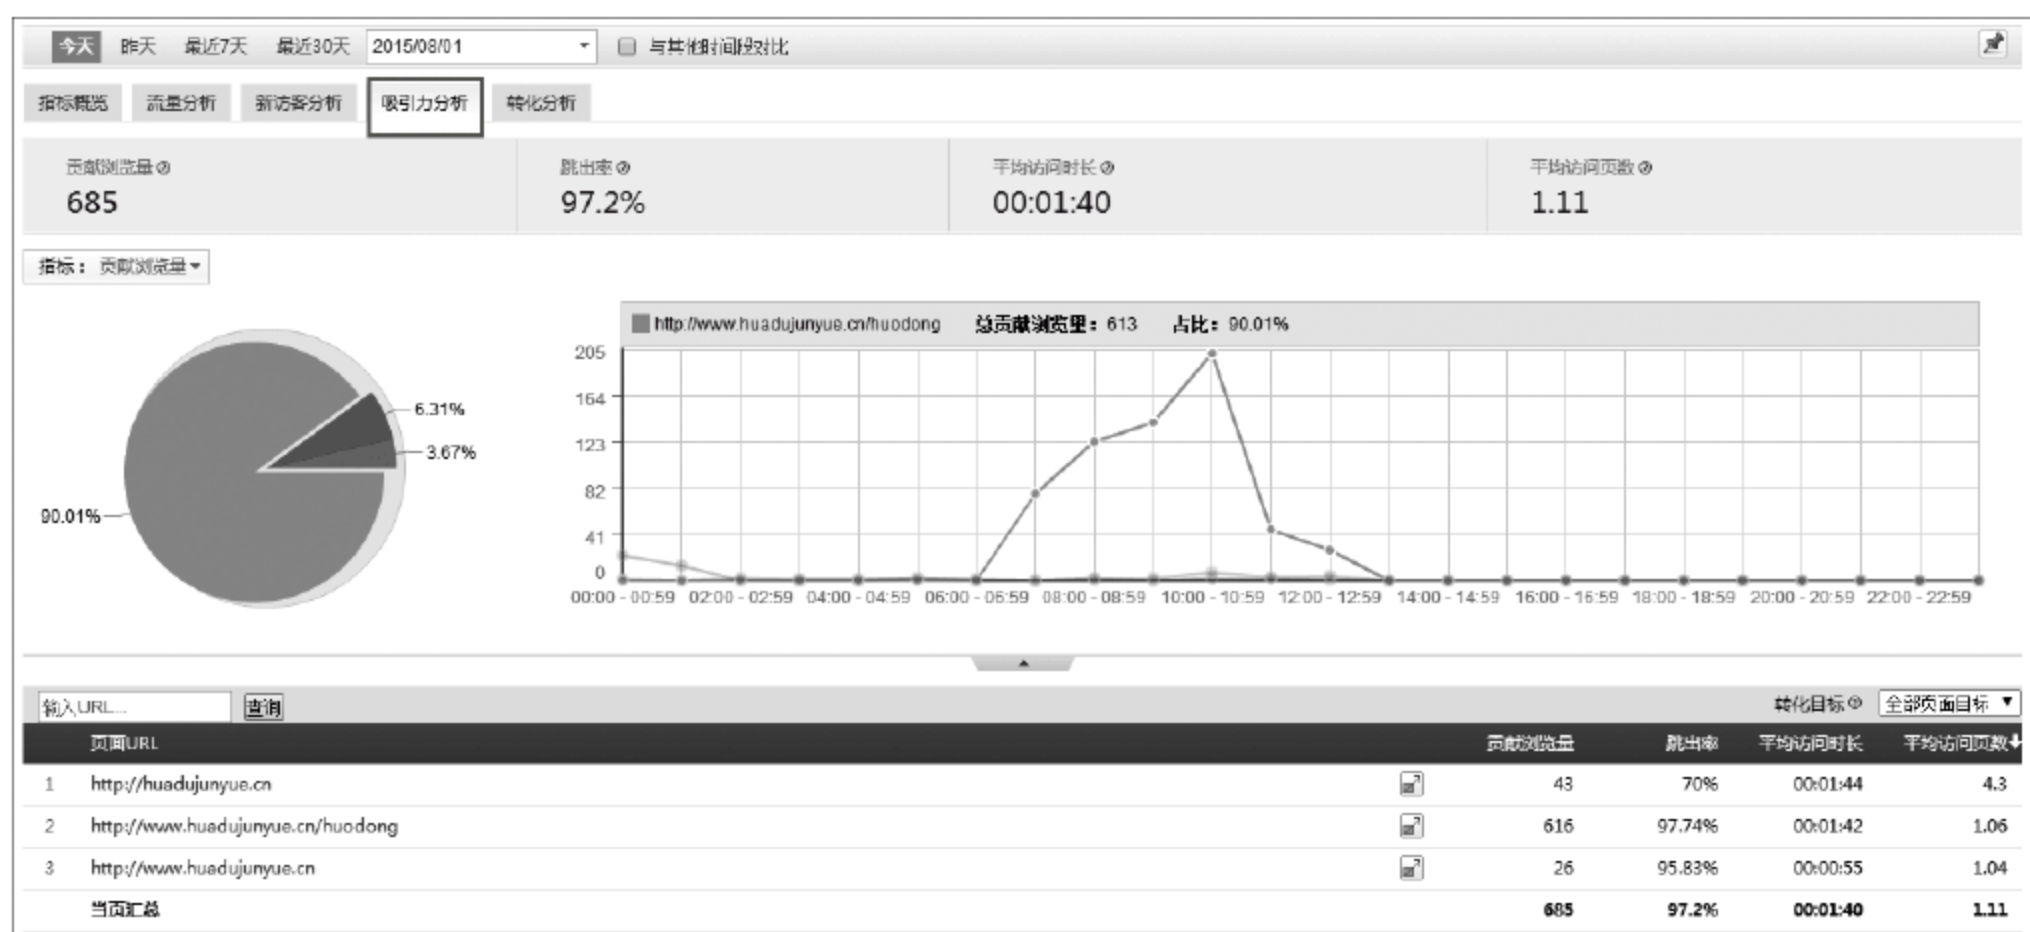 今天 昨天 最近7天 最近30天 2015/08/01 与其他时间段对比
指标概览 流量分析 新访客分析 吸引力分析 转化分析
贡献浏览量 跳出率 平均访问时长 平均访问页数
685 97.2% 00:01:40 1.11
指标： 贡献浏览量
http://www.huadujunyue.cn/huodong 总贡献浏览量：613 占比：90.01%
205
164
123
82
41
0
6.31%
3.67%
90.01%
00:00 - 00:59 02:00 - 02:59 04:00 - 04:59 06:00 - 06:59 08:00 - 08:59 10:00 - 10:59 12:00 - 12:59 14:00 - 14:59 16:00 - 16:59 18:00 - 18:59 20:00 - 20:59 22:00 - 22:59
输入URL... 查询 转化目标 全部页面目标
页面URL 贡献浏览量 跳出率 平均访问时长 平均访问页数
1 http://huadujunyue.cn 43 70% 00:01:44 4.3
2 http://www.huadujunyue.cn/huodong 616 97.74% 00:01:42 1.06
3 http://www.huadujunyue.cn 26 95.83% 00:00:55 1.04
当页汇总 685 97.2% 00:01:40 1.11